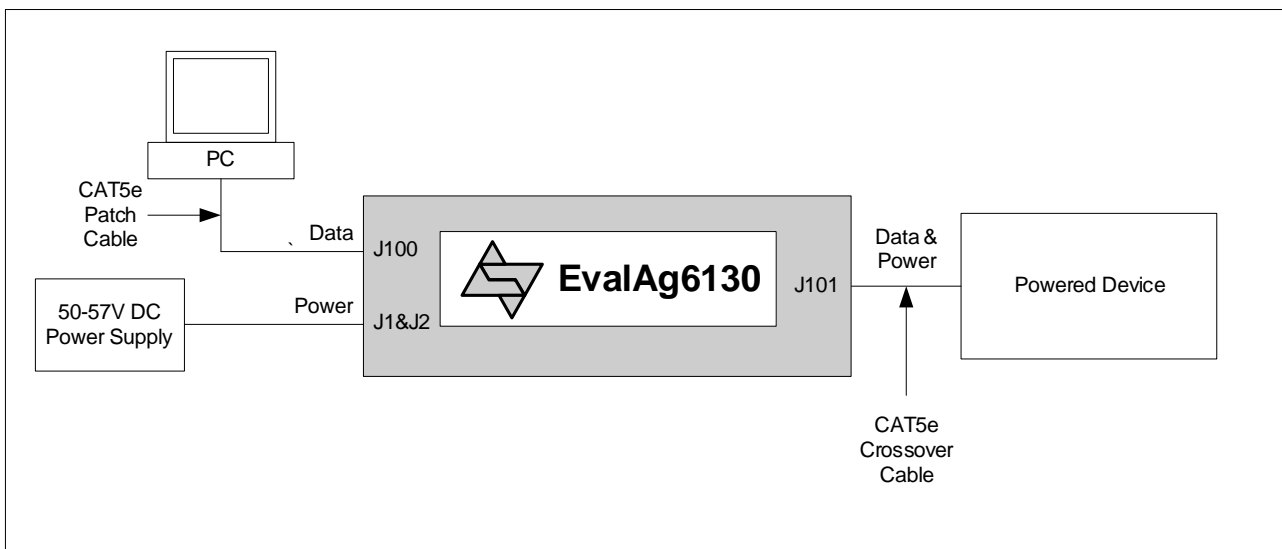 PC
CAT5e
Patch
Cable
Data
`
J100
50-57V DC
Power Supply
Power
J1&J2
EvalAg6130
J101
Data &
Power
Powered Device
CAT5e
Crossover
Cable